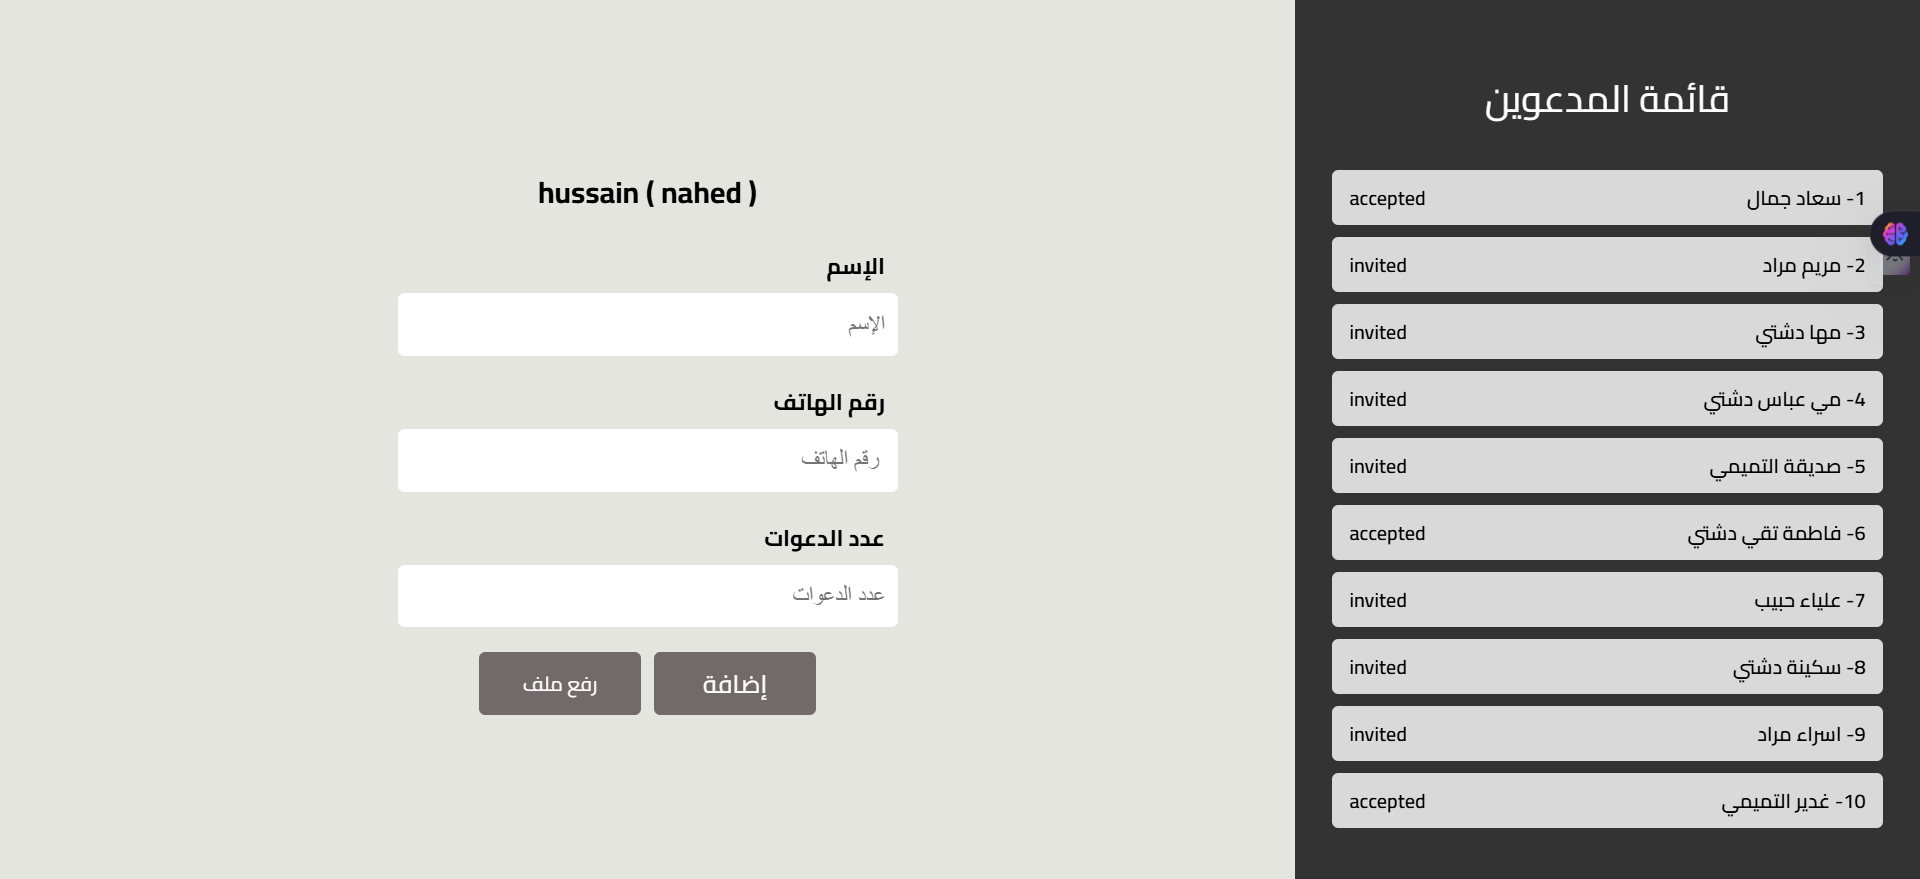 قائمة المدعوين
1- سعاد جمال accepted
2- مريم مراد invited
3- مها دشتي invited
4- مي عباس دشتي invited
5- صديقة التميمي invited
6- فاطمة تقي دشتي accepted
7- علياء حبيب invited
8- سكينة دشتي invited
9- اسراء مراد invited
10- غدير التميمي accepted
hussain ( nahed )
الإسم
الإسم
رقم الهاتف
رقم الهاتف
عدد الدعوات
عدد الدعوات
إضافة
رفع ملف